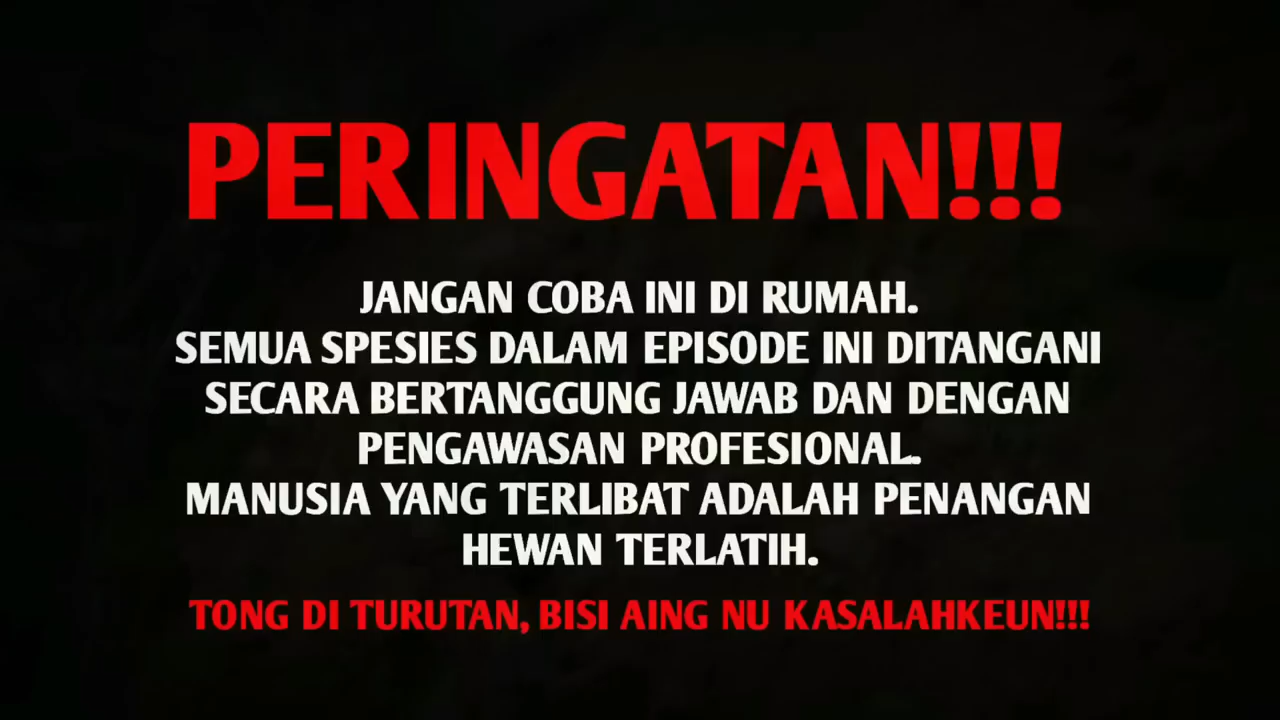 PERINGATAN!!!
JANGAN COBA INI DI RUMAH.
SEMUA SPESIES DALAM EPISODE INI DITANGANI
SECARA BERTANGGUNG JAWAB DAN DENGAN
PENGAWASAN PROFESIONAL.
MANUSIA YANG TERLIBAT ADALAH PENANGAN
HEWAN TERLATIH.
TONG DI TURUTAN, BISI AING NU KASALAHKEUN!!!